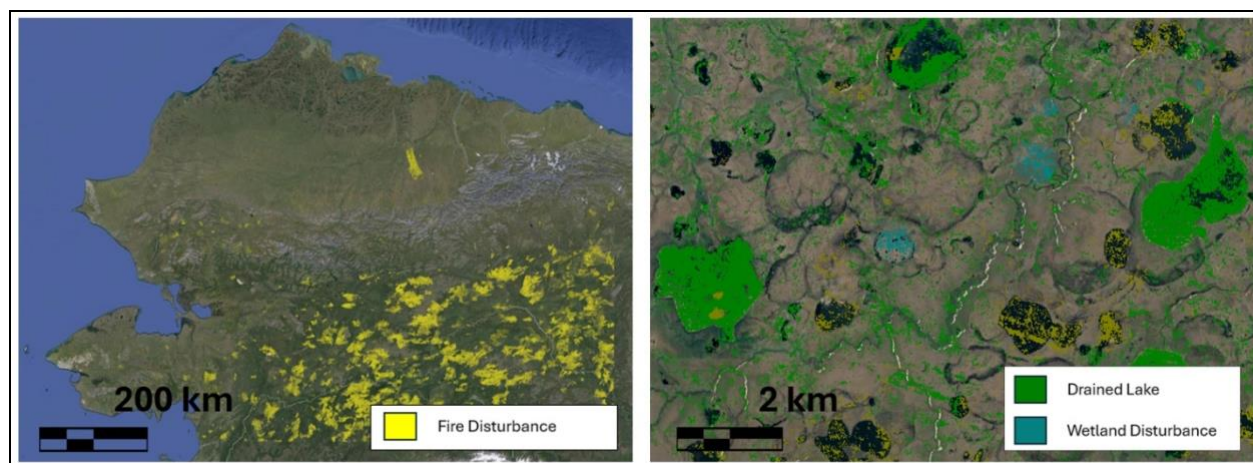 200 km
Fire Disturbance
2 km
Drained Lake
Wetland Disturbance